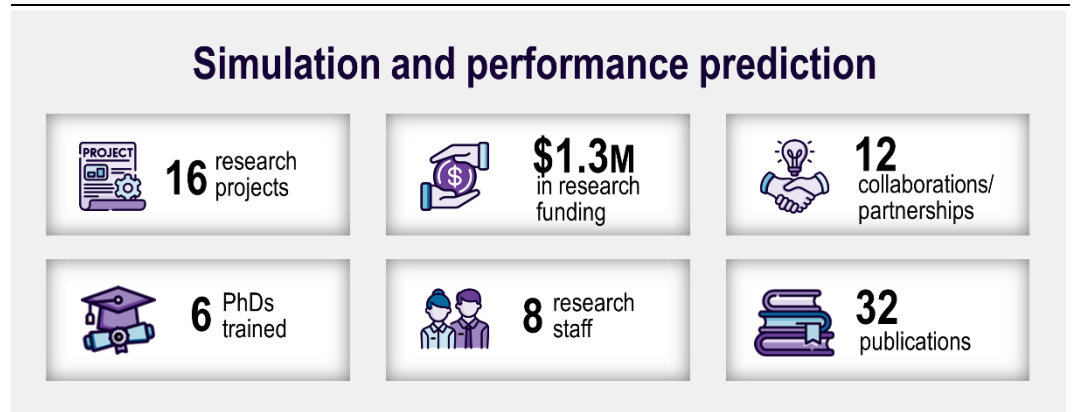 Simulation and performance prediction
PROJECT
16 research
projects
$
$1.3M
in research
funding
12
collaborations/
partnerships
6 PhDs
trained
8 research
staff
32
publications